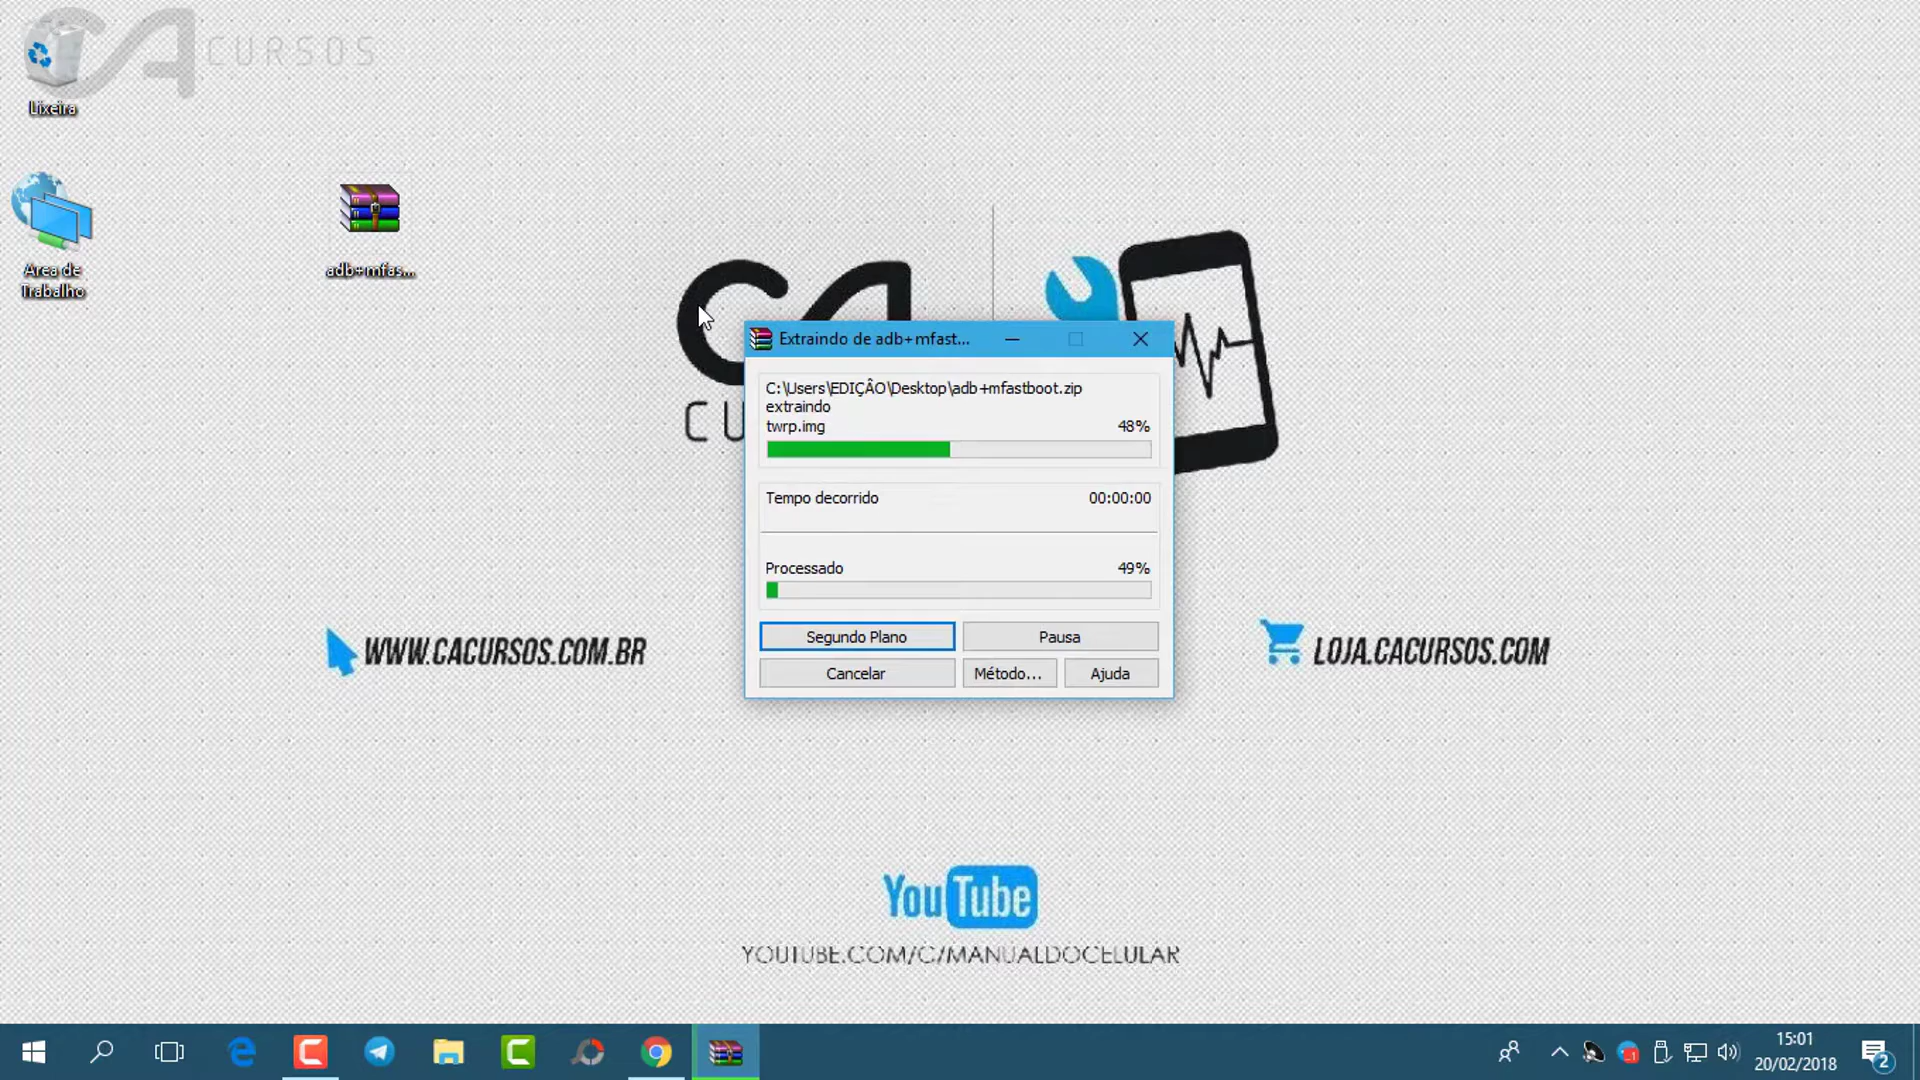 CURSOS
Lixeira
Área de
Trabalho
adb+mfas...
CA
CU
Extraindo de adb+mfast...
C:\Users\EDIÇÂO\Desktop\adb+mfastboot.zip
extraindo
twrp.img 48%
Tempo decorrido 00:00:00
Processado 49%
Segundo Plano Pausa
Cancelar Método... Ajuda
WWW.CACURSOS.COM.BR
LOJA.CACURSOS.COM
YouTube
YOUTUBE.COM/C/MANUALDOCELULAR
15:01
20/02/2018
2